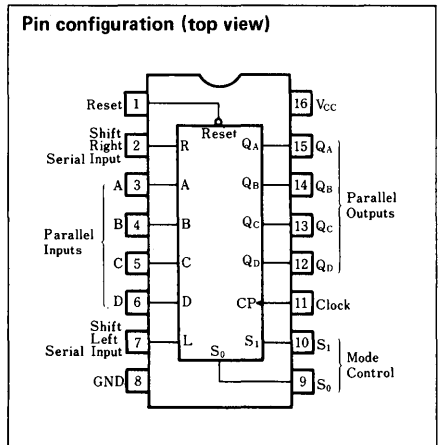 Pin configuration (top view)
Reset 1
16 VCC
Shift
Right
Serial Input
2
R
Reset
QA
15 QA
A 3
A
QB
14 QB
Parallel
Outputs
B 4
B
QC
13 QC
Parallel
Inputs
C 5
C
QD
12 QD
D 6
D
CP
11 Clock
Shift
Left
Serial Input
7
L
S1
10 S1
Mode
Control
S0
GND 8
9 S0